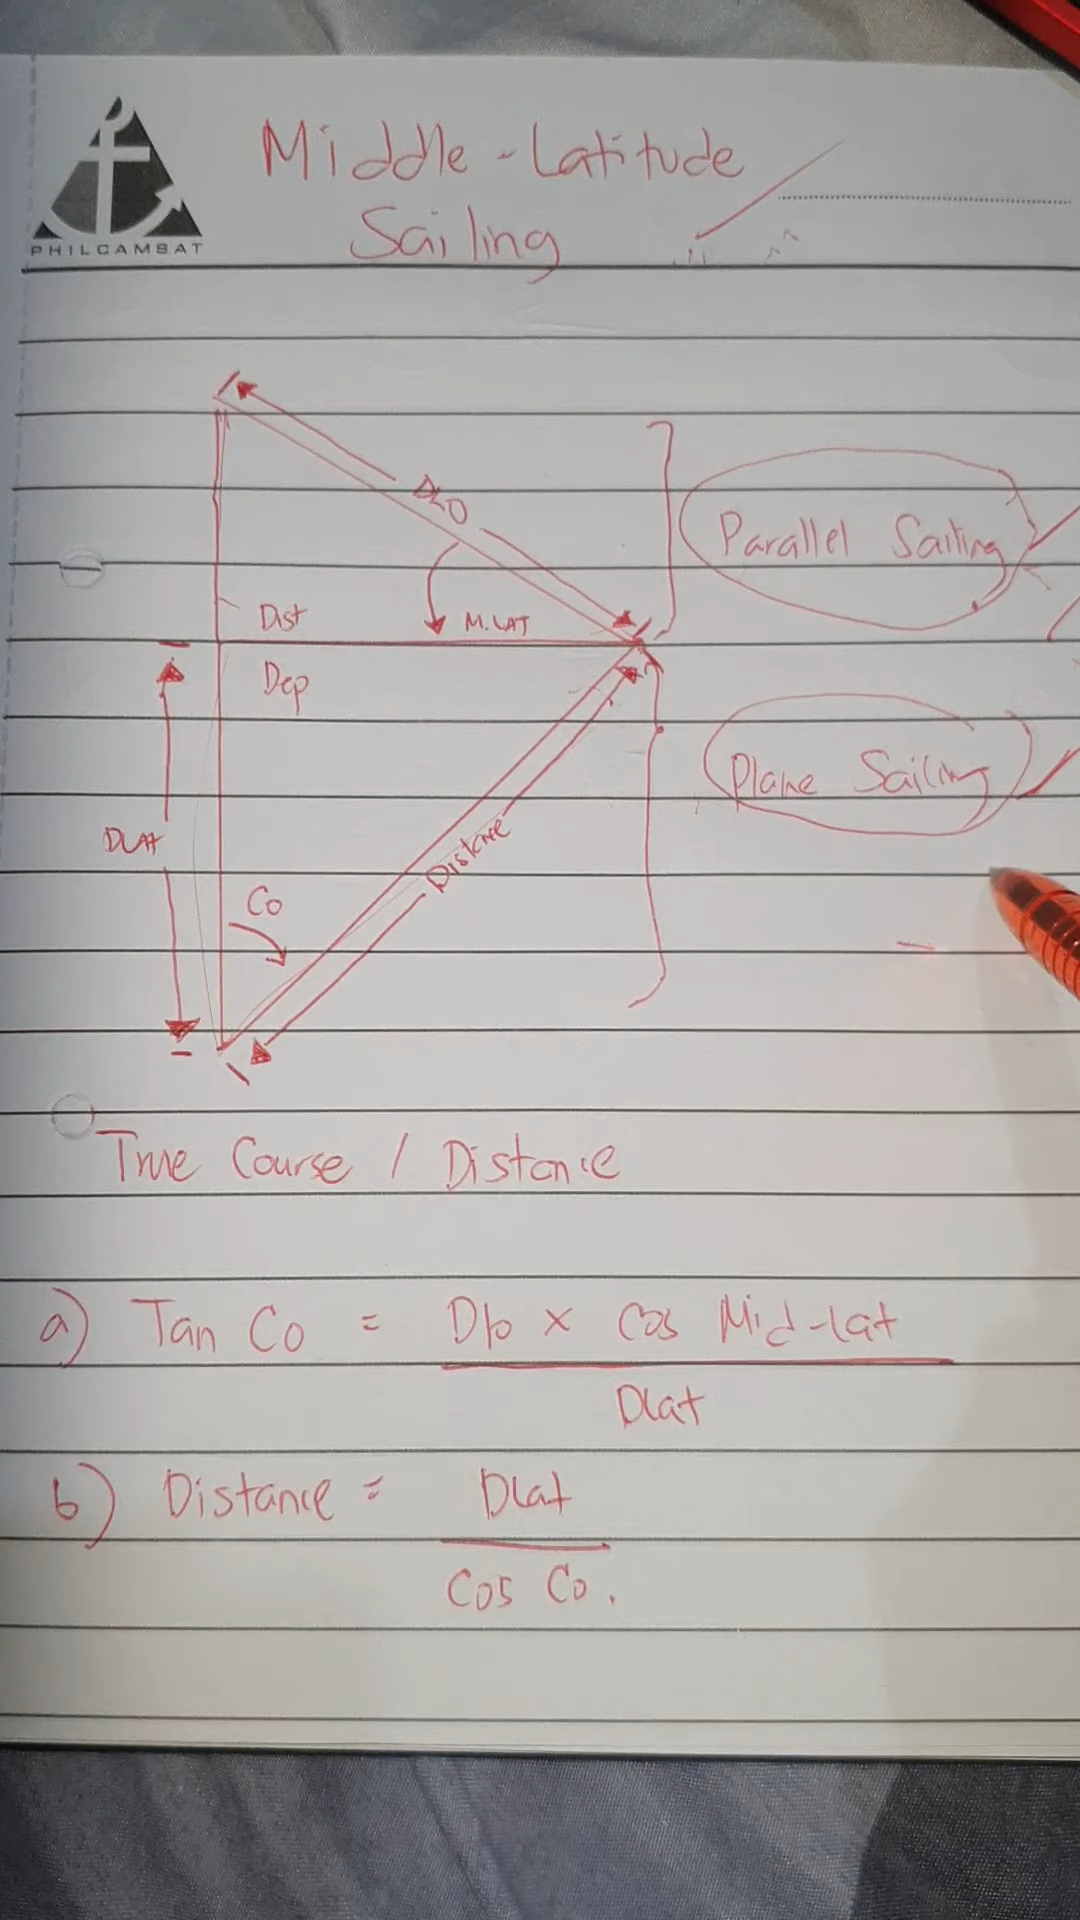 Middle-Latitude
Sailing
PHILCAMSAT
DLO
Parallel Sailing
Dist
M.LAT
Dep
Plane Sailing
DLAT
Distance
Co
True Course / Distance
a) Tan Co = Dlo x Cos Mid-lat
Dlat
b) Distance = Dlat
Cos Co.